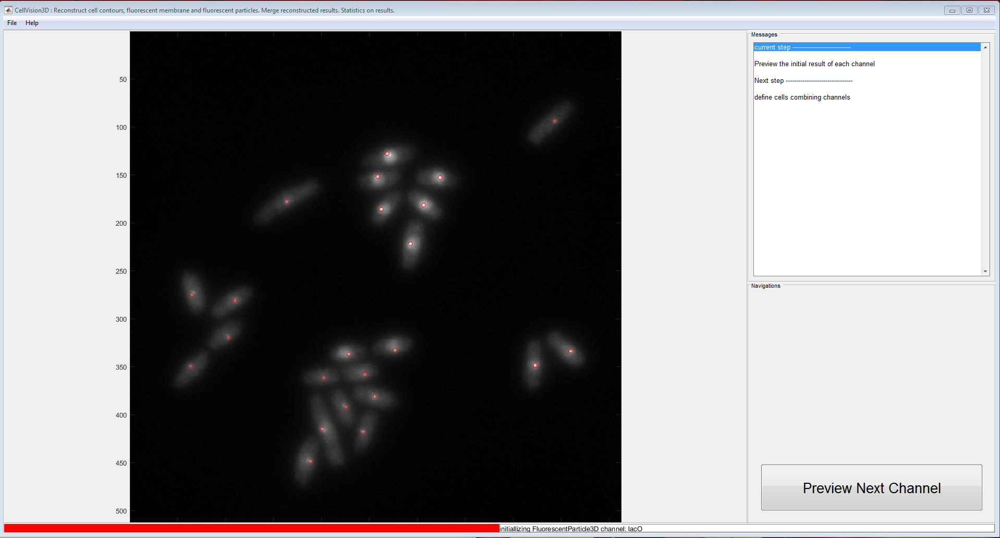 CellVision3D : Reconstruct cell contours, fluorescent membrane and fluorescent particles. Merge reconstructed results. Statistics on results.
File Help
Messages
current step ----------------------------
Preview the initial result of each channel
Next step --------------------------------
define cells combining channels
50
100
150
200
250
300
350
400
450
500
Navigations
Preview Next Channel
initiallizing FluorescentParticle3D channel: lacO